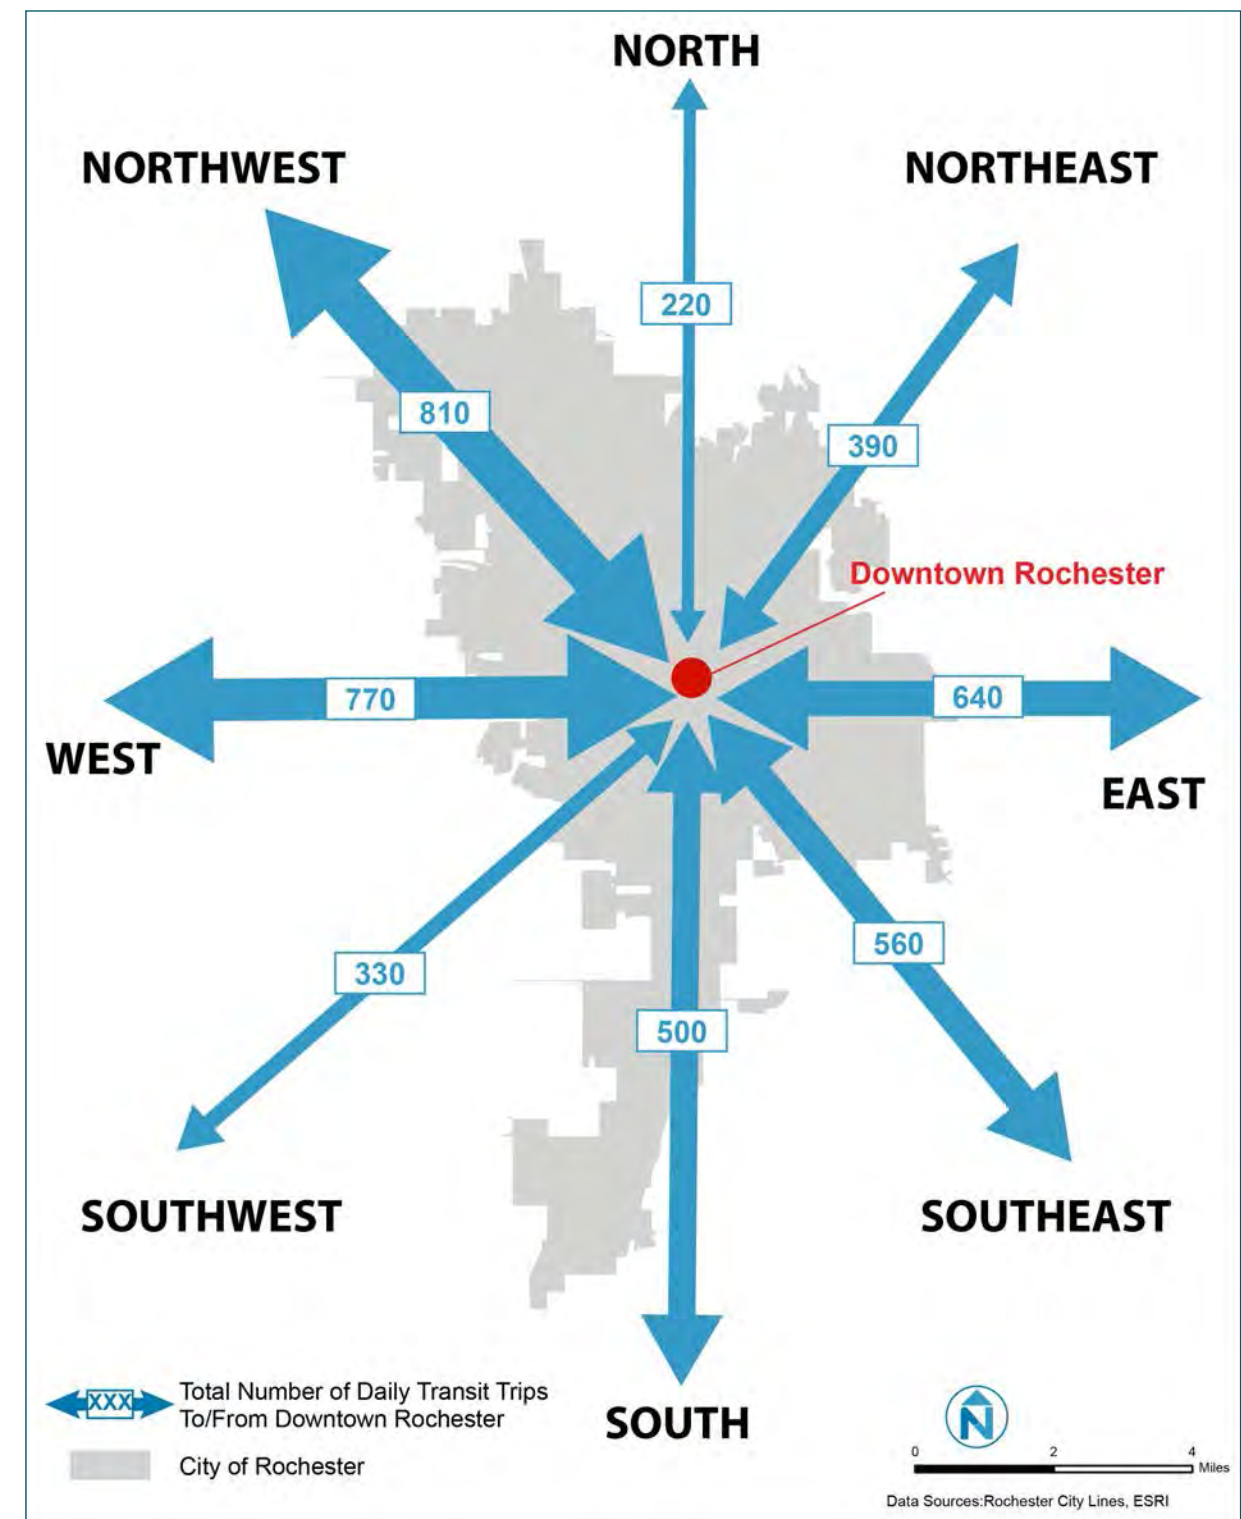 NORTH
NORTHWEST
NORTHEAST
220
810
390
Downtown Rochester
770
640
WEST
EAST
560
330
500
SOUTHWEST
SOUTHEAST
XXX
Total Number of Daily Transit Trips
To/From Downtown Rochester
SOUTH
N
City of Rochester
0 2 4
Miles
Data Sources:Rochester City Lines, ESRI